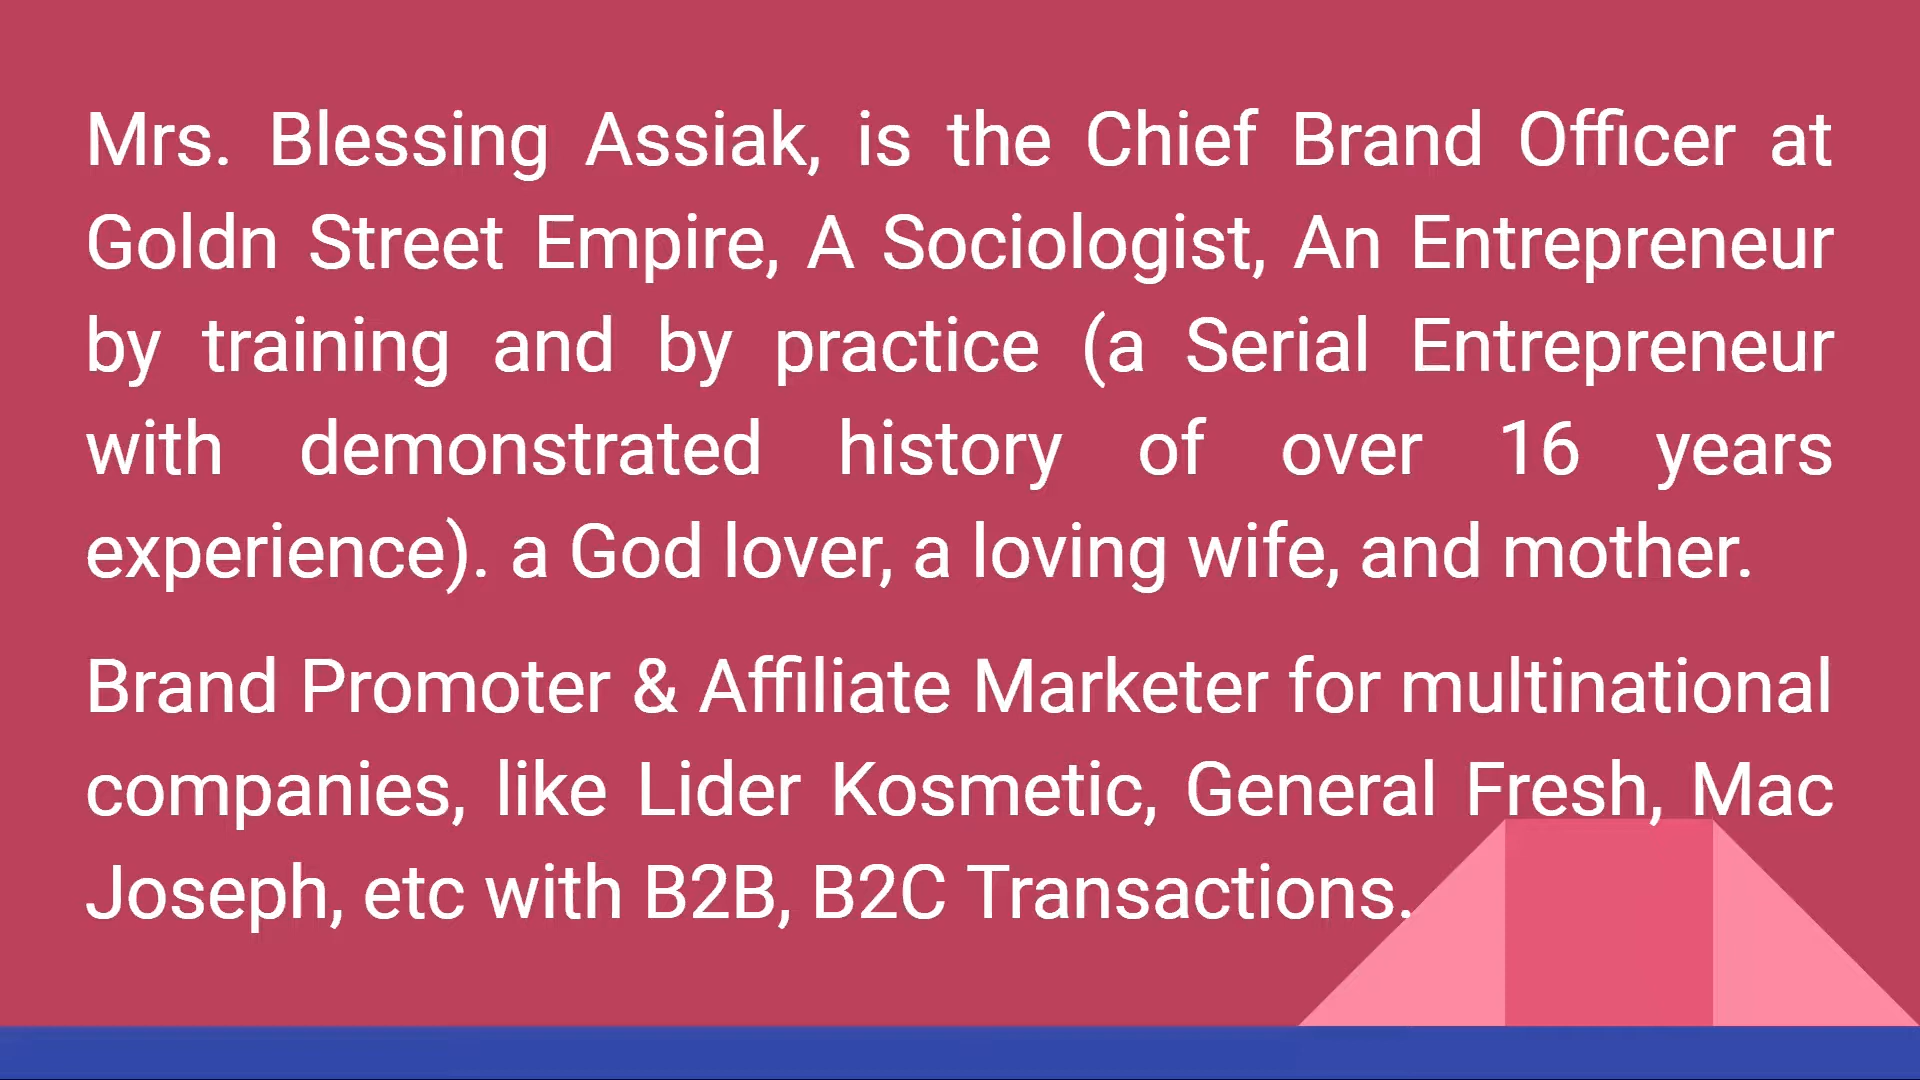 Mrs. Blessing Assiak, is the Chief Brand Officer at
Goldn Street Empire, A Sociologist, An Entrepreneur
by training and by practice (a Serial Entrepreneur
with demonstrated history of over 16 years
experience). a God lover, a loving wife, and mother.
Brand Promoter & Affiliate Marketer for multinational
companies, like Lider Kosmetic, General Fresh, Mac
Joseph, etc with B2B, B2C Transactions.